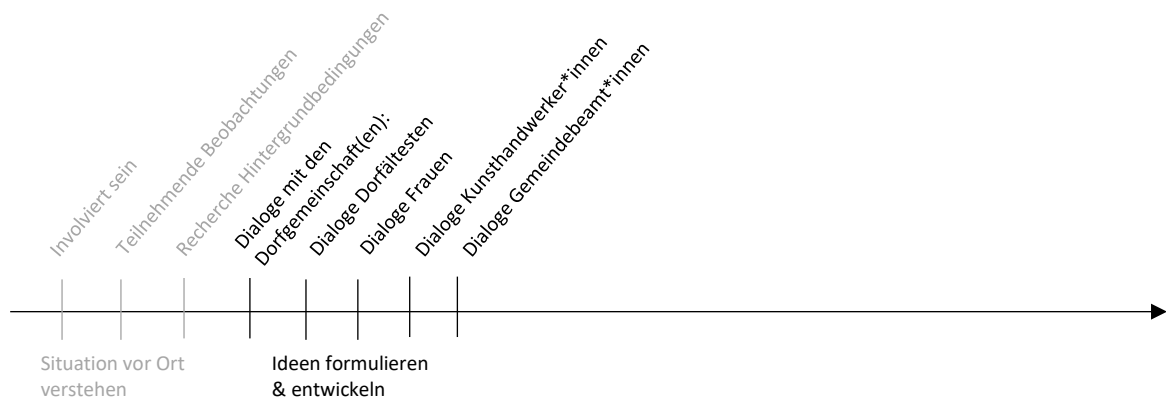 Involviert sein
Teilnehmende Beobachtungen
Recherche Hintergrundbedingungen
Dialoge mit den
Dorfgemeinschaft(en):
Dialoge Dorfältesten
Dialoge Frauen
Dialoge Kunsthandwerker*innen
Dialoge Gemeindebeamt*innen
Situation vor Ort
verstehen
Ideen formulieren
& entwickeln